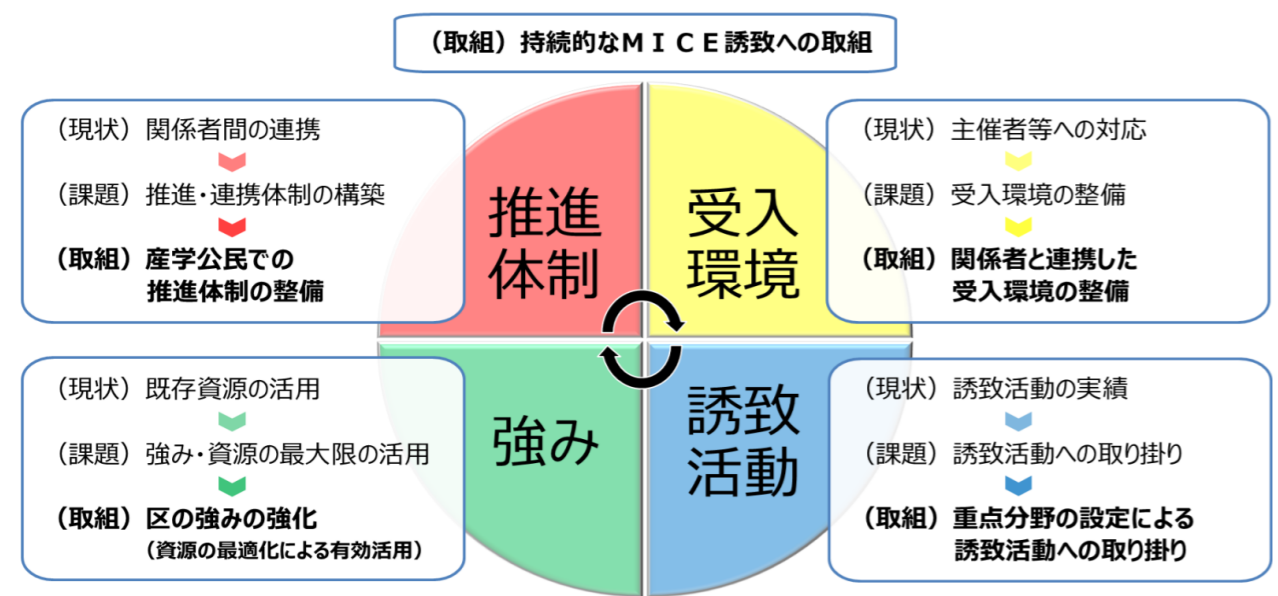 （取組）持続的なＭＩＣＥ誘致への取組
（現状）関係者間の連携
（課題）推進・連携体制の構築
（取組）産学公民での
推進体制の整備
推進
体制
受入
環境
（現状）主催者等への対応
（課題）受入環境の整備
（取組）関係者と連携した
受入環境の整備
（現状）既存資源の活用
（課題）強み・資源の最大限の活用
（取組）区の強みの強化
（資源の最適化による有効活用）
強み
誘致
活動
（現状）誘致活動の実績
（課題）誘致活動への取り掛り
（取組）重点分野の設定による
誘致活動への取り掛り